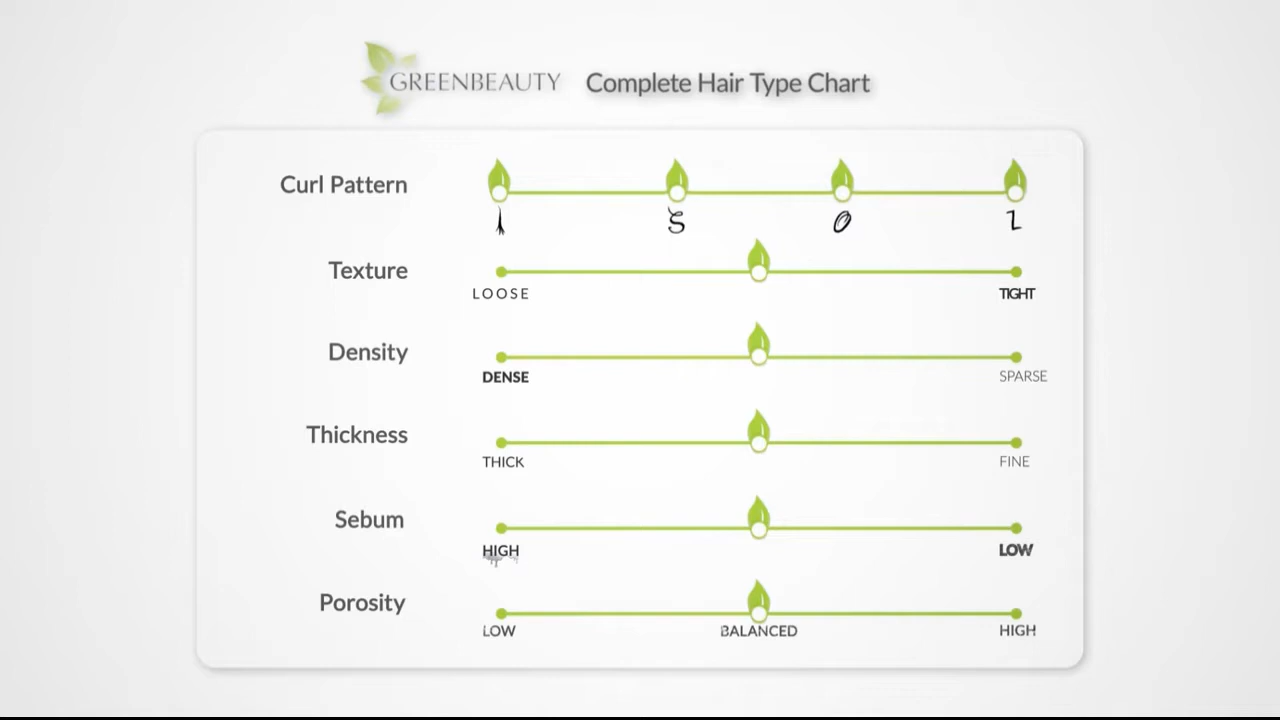 GREENBEAUTY Complete Hair Type Chart
Curl Pattern
Texture
LOOSE TIGHT
Density
DENSE SPARSE
Thickness
THICK FINE
Sebum
HIGH LOW
Porosity
LOW BALANCED HIGH